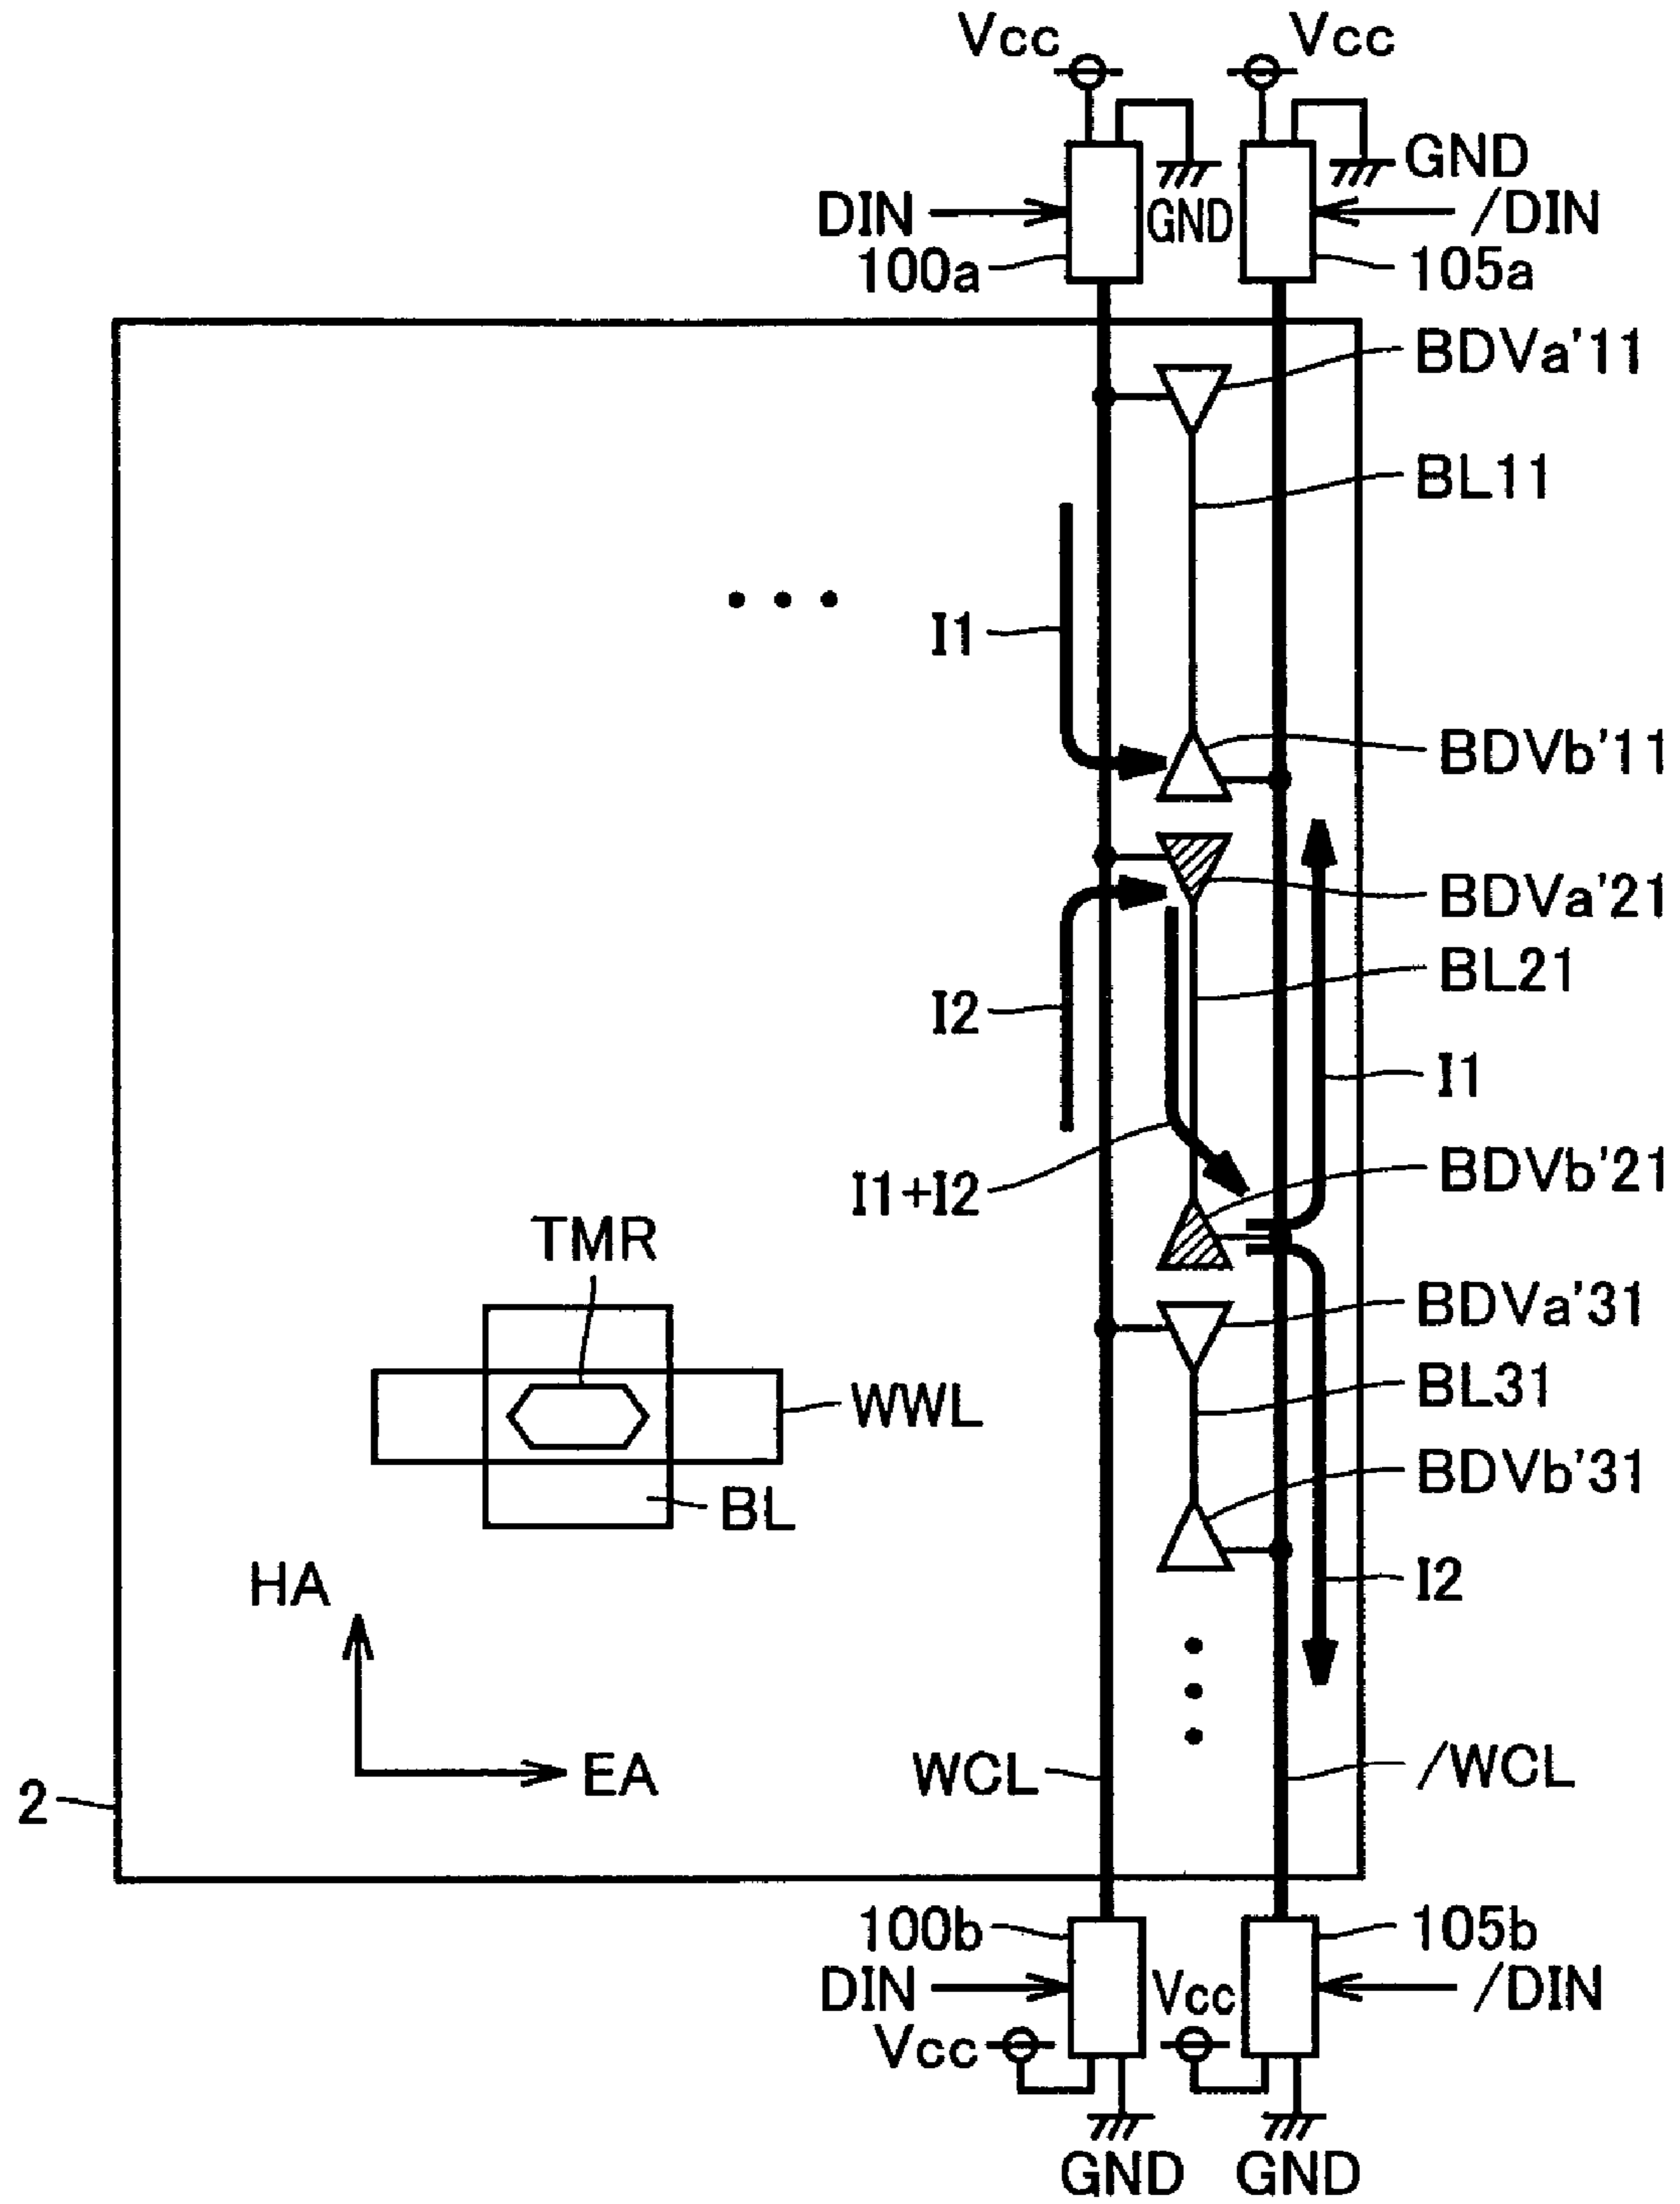 Vcc Vcc
GND
DIN GND /DIN
100a 105a
BDVa'11
BL11
I1
BDVb'11
BDVa'21
BL21
I2
I1
BDVb'21
I1+I2
TMR
BDVa'31
BL31
WWL
BDVb'31
BL
HA
I2
EA WCL /WCL
2
100b 105b
DIN Vcc /DIN
Vcc
GND GND